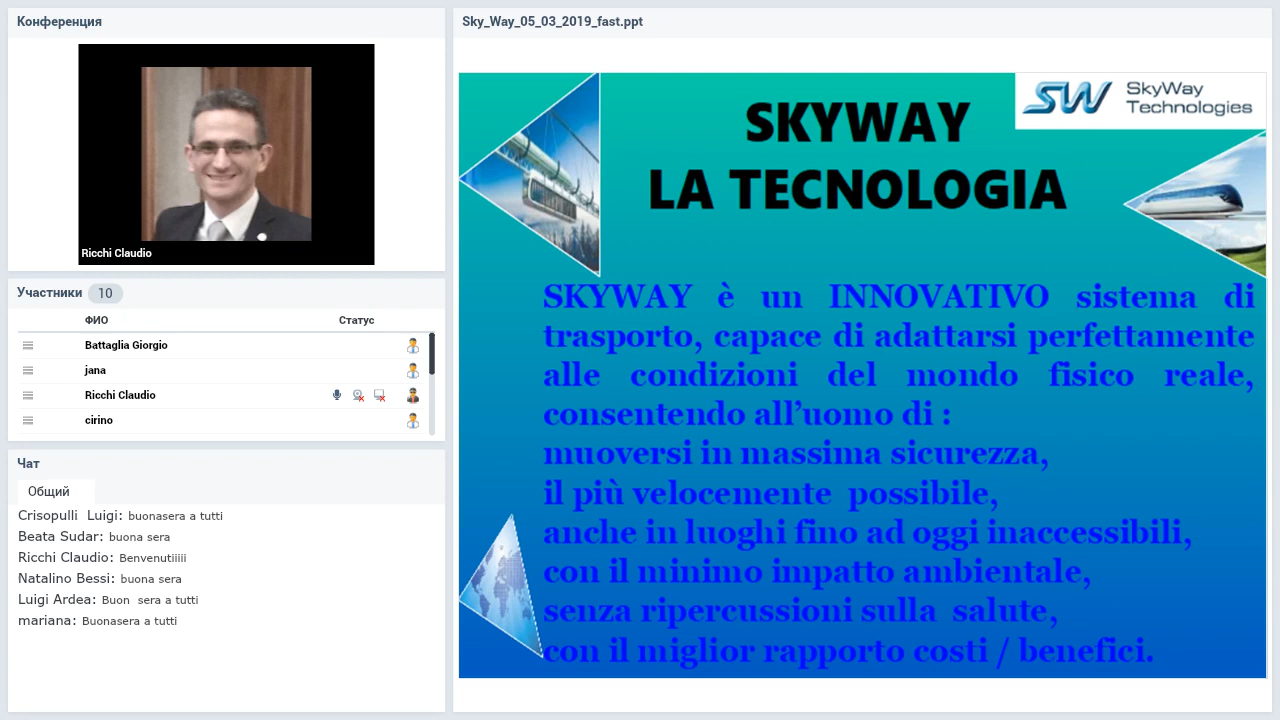 Конференция
Ricchi Claudio
Участники 10
ФИО Статус
Battaglia Giorgio
jana
Ricchi Claudio
cirino
Чат
Общий
Crisopulli  Luigi: buonasera a tutti
Beata Sudar: buona sera
Ricchi Claudio: Benvenutiiiii
Natalino Bessi: buona sera
Luigi Ardea: Buon  sera a tutti
mariana: Buonasera a tutti
Sky_Way_05_03_2019_fast.ppt
SW SkyWay
Technologies
SKYWAY
LA TECNOLOGIA
SKYWAY è un INNOVATIVO sistema di
trasporto, capace di adattarsi perfettamente
alle condizioni del mondo fisico reale,
consentendo all’uomo di :
muoversi in massima sicurezza,
il più velocemente  possibile,
anche in luoghi fino ad oggi inaccessibili,
con il minimo impatto ambientale,
senza ripercussioni sulla  salute,
con il miglior rapporto costi / benefici.